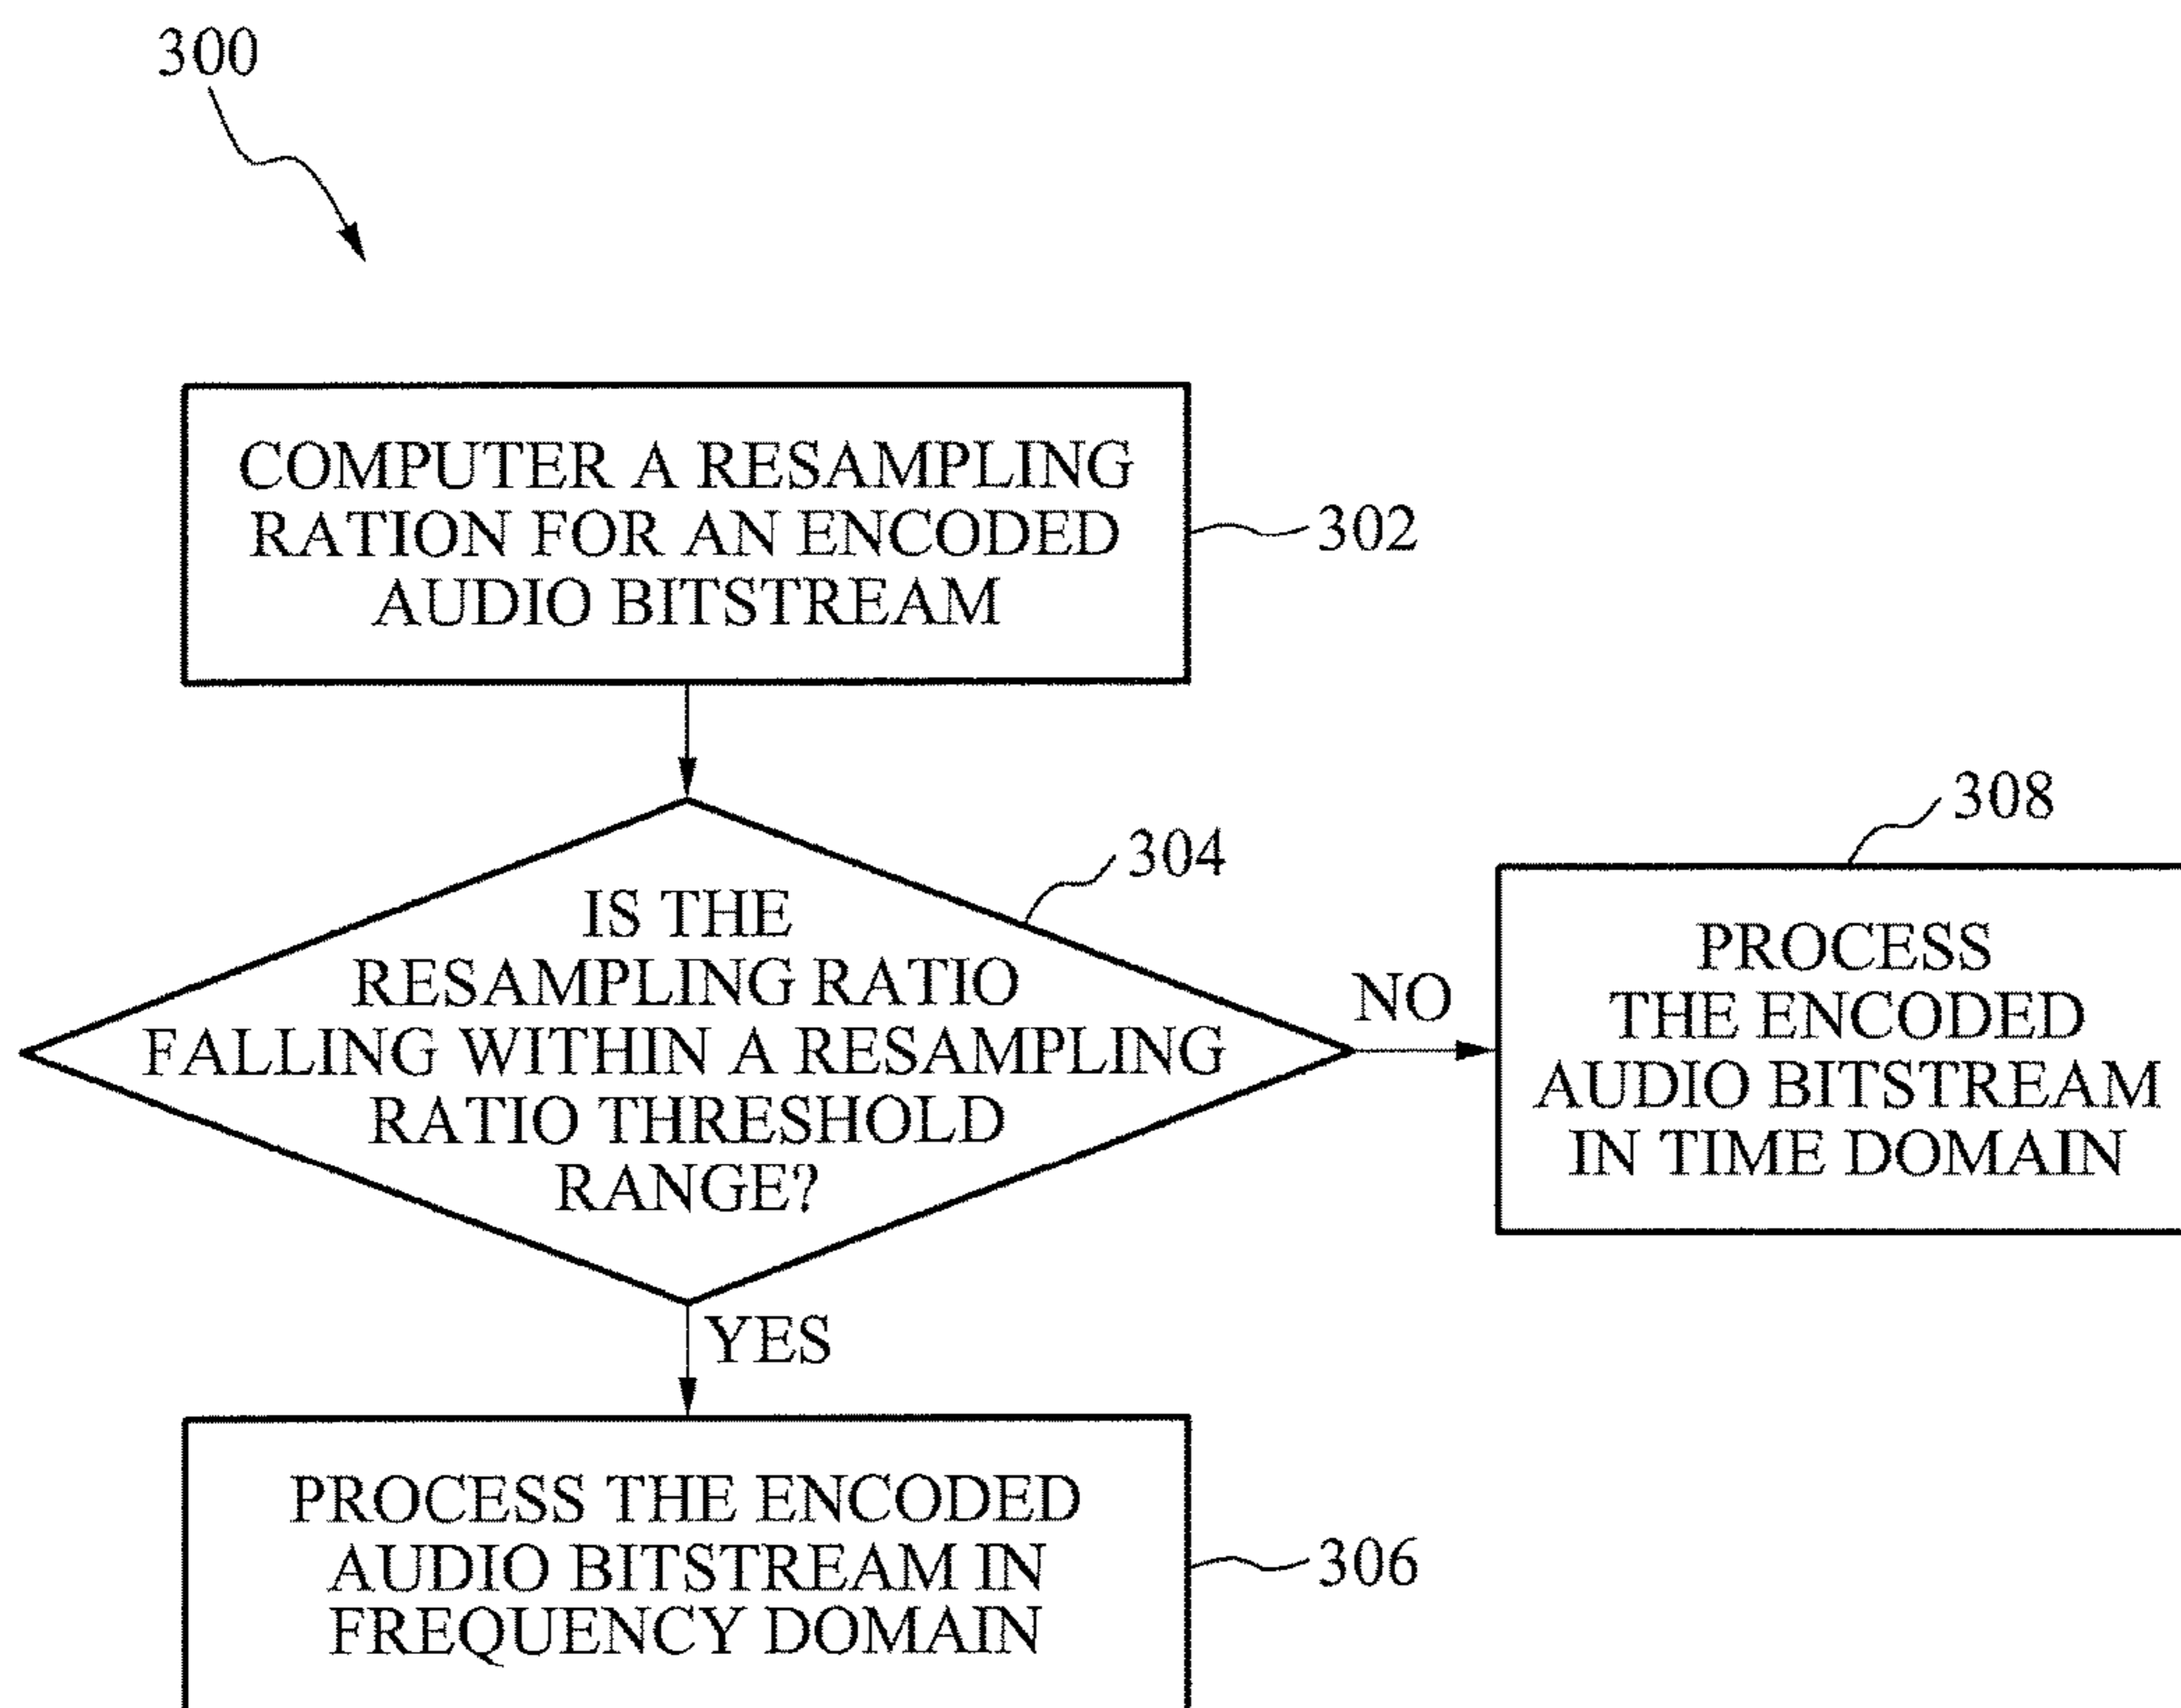 300
COMPUTER A RESAMPLING
RATION FOR AN ENCODED
AUDIO BITSTREAM
302
304
IS THE
RESAMPLING RATIO
FALLING WITHIN A RESAMPLING
RATIO THRESHOLD
RANGE?
NO
308
PROCESS
THE ENCODED
AUDIO BITSTREAM
IN TIME DOMAIN
YES
PROCESS THE ENCODED
AUDIO BITSTREAM IN
FREQUENCY DOMAIN
306